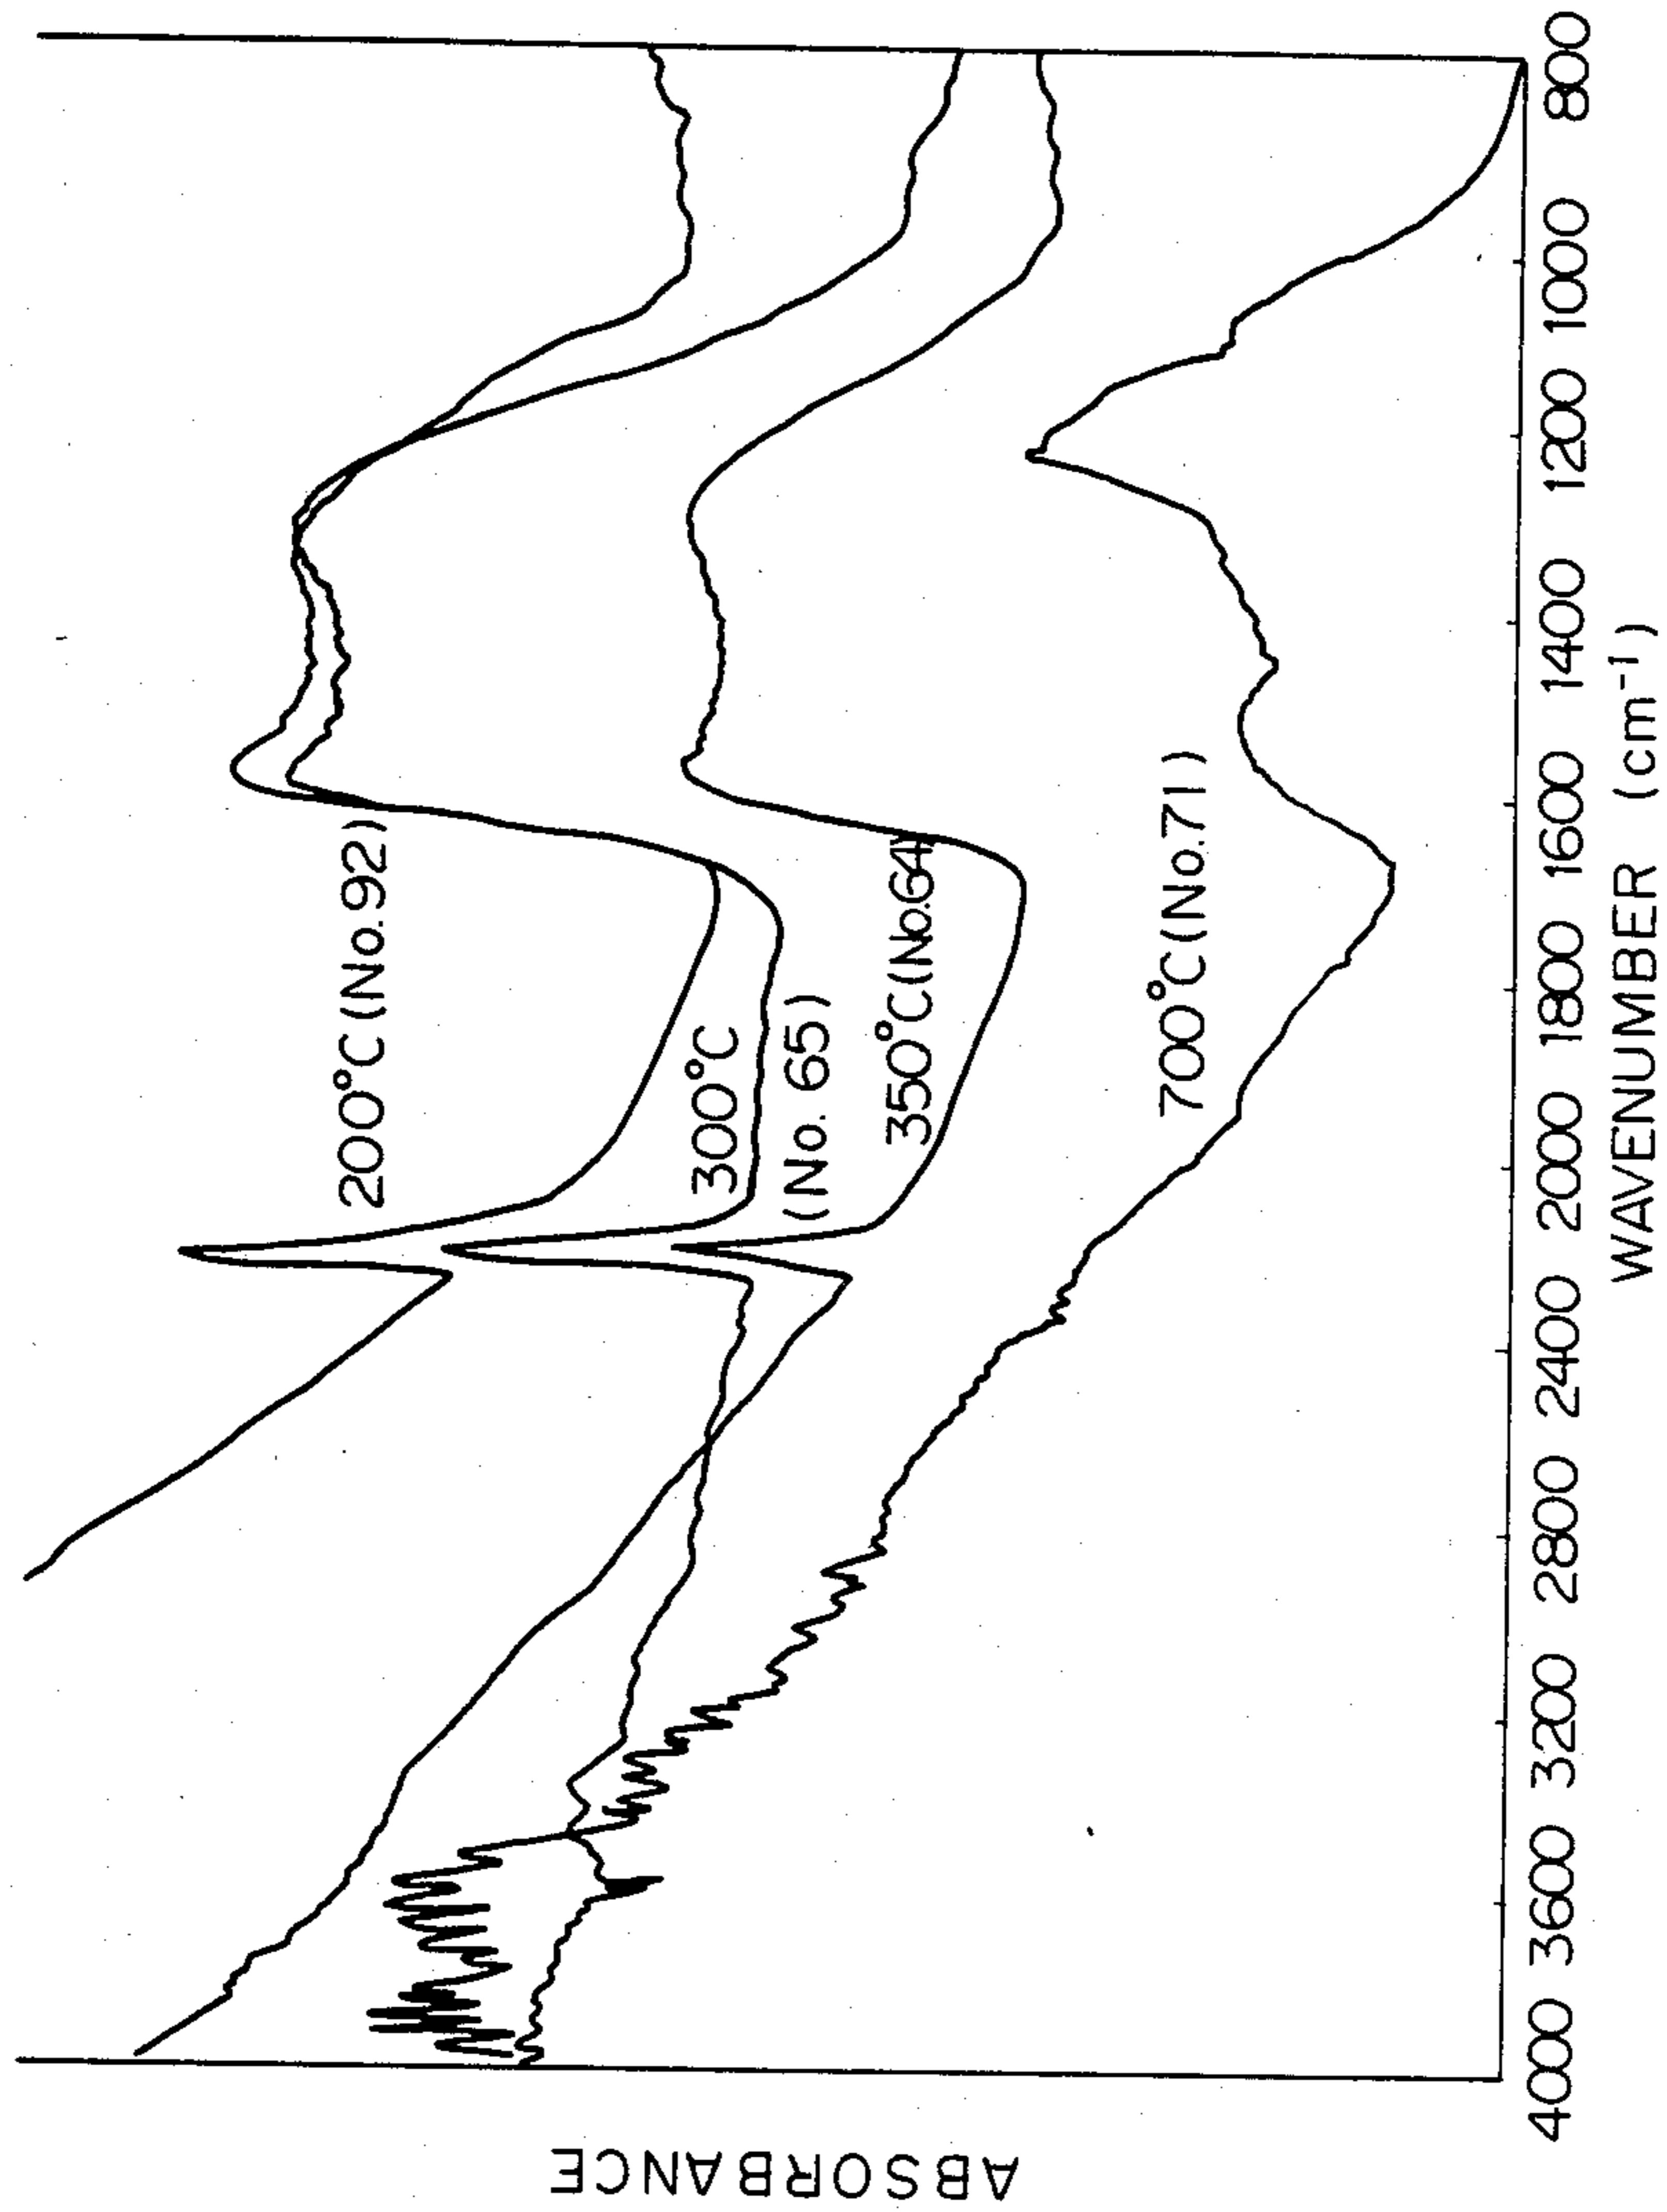 ABSORBANCE
200°C (No.92)
300°C
(No. 65)
350°C (No.64)
700°C (No.71)
4000 3600 3200 2800 2400 2000 1800 1600 1400 1200 1000 800
WAVENUMBER (cm⁻¹)